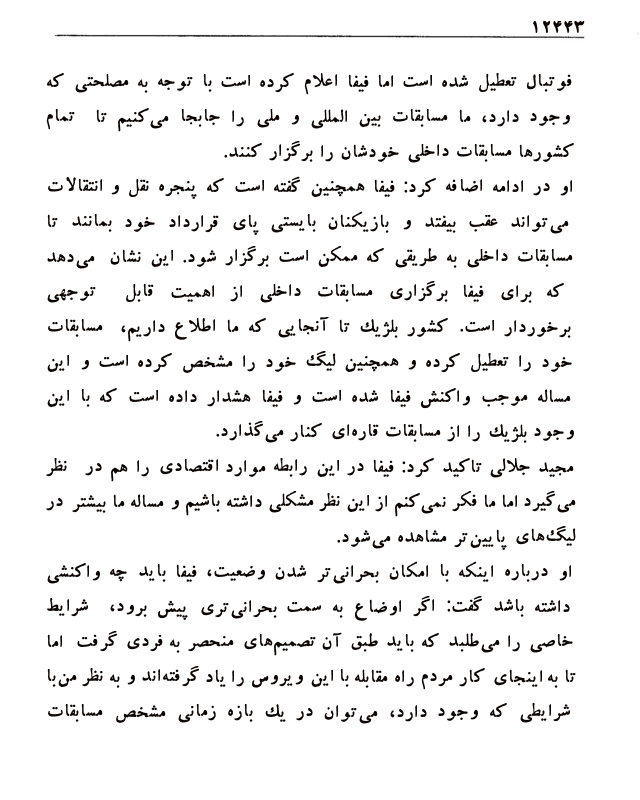 ۱۲۴۴۳
فوتبال تعطیل شده است اما فیفا اعلام کرده است با توجه به مصلحتی که
وجود دارد، ما مسابقات بین المللی و ملی را جابجا می‌کنیم تا تمام
کشورها مسابقات داخلی خودشان را برگزار کنند.
او در ادامه اضافه کرد: فیفا همچنین گفته است که پنجره نقل و انتقالات
می‌تواند عقب بیفتد و بازیکنان بایستی پای قرارداد خود بمانند تا
مسابقات داخلی به طریقی که ممکن است برگزار شود. این نشان می‌دهد
که برای فیفا برگزاری مسابقات داخلی از اهمیت قابل توجهی
برخوردار است. کشور بلژیك تا آنجایی که ما اطلاع داریم، مسابقات
خود را تعطیل کرده و همچنین لیگ خود را مشخص کرده است و این
مساله موجب واکنش فیفا شده است و فیفا هشدار داده است که با این
وجود بلژیك را از مسابقات قاره‌ای کنار می‌گذارد.
مجید جلالی تاکید کرد: فیفا در این رابطه موارد اقتصادی را هم در نظر
می‌گیرد اما ما فکر نمی‌کنم از این نظر مشکلی داشته باشیم و مساله ما بیشتر در
لیگ‌های پایین‌تر مشاهده می‌شود.
او درباره اینکه با امکان بحرانی‌تر شدن وضعیت، فیفا باید چه واکنشی
داشته باشد گفت: اگر اوضاع به سمت بحرانی‌تری پیش برود، شرایط
خاصی را می‌طلبد که باید طبق آن تصمیم‌های منحصر به فردی گرفت اما
تا به اینجای کار مردم راه مقابله با این ویروس را یاد گرفته‌اند و به نظر من با
شرایطی که وجود دارد، می‌توان در یك بازه زمانی مشخص مسابقات